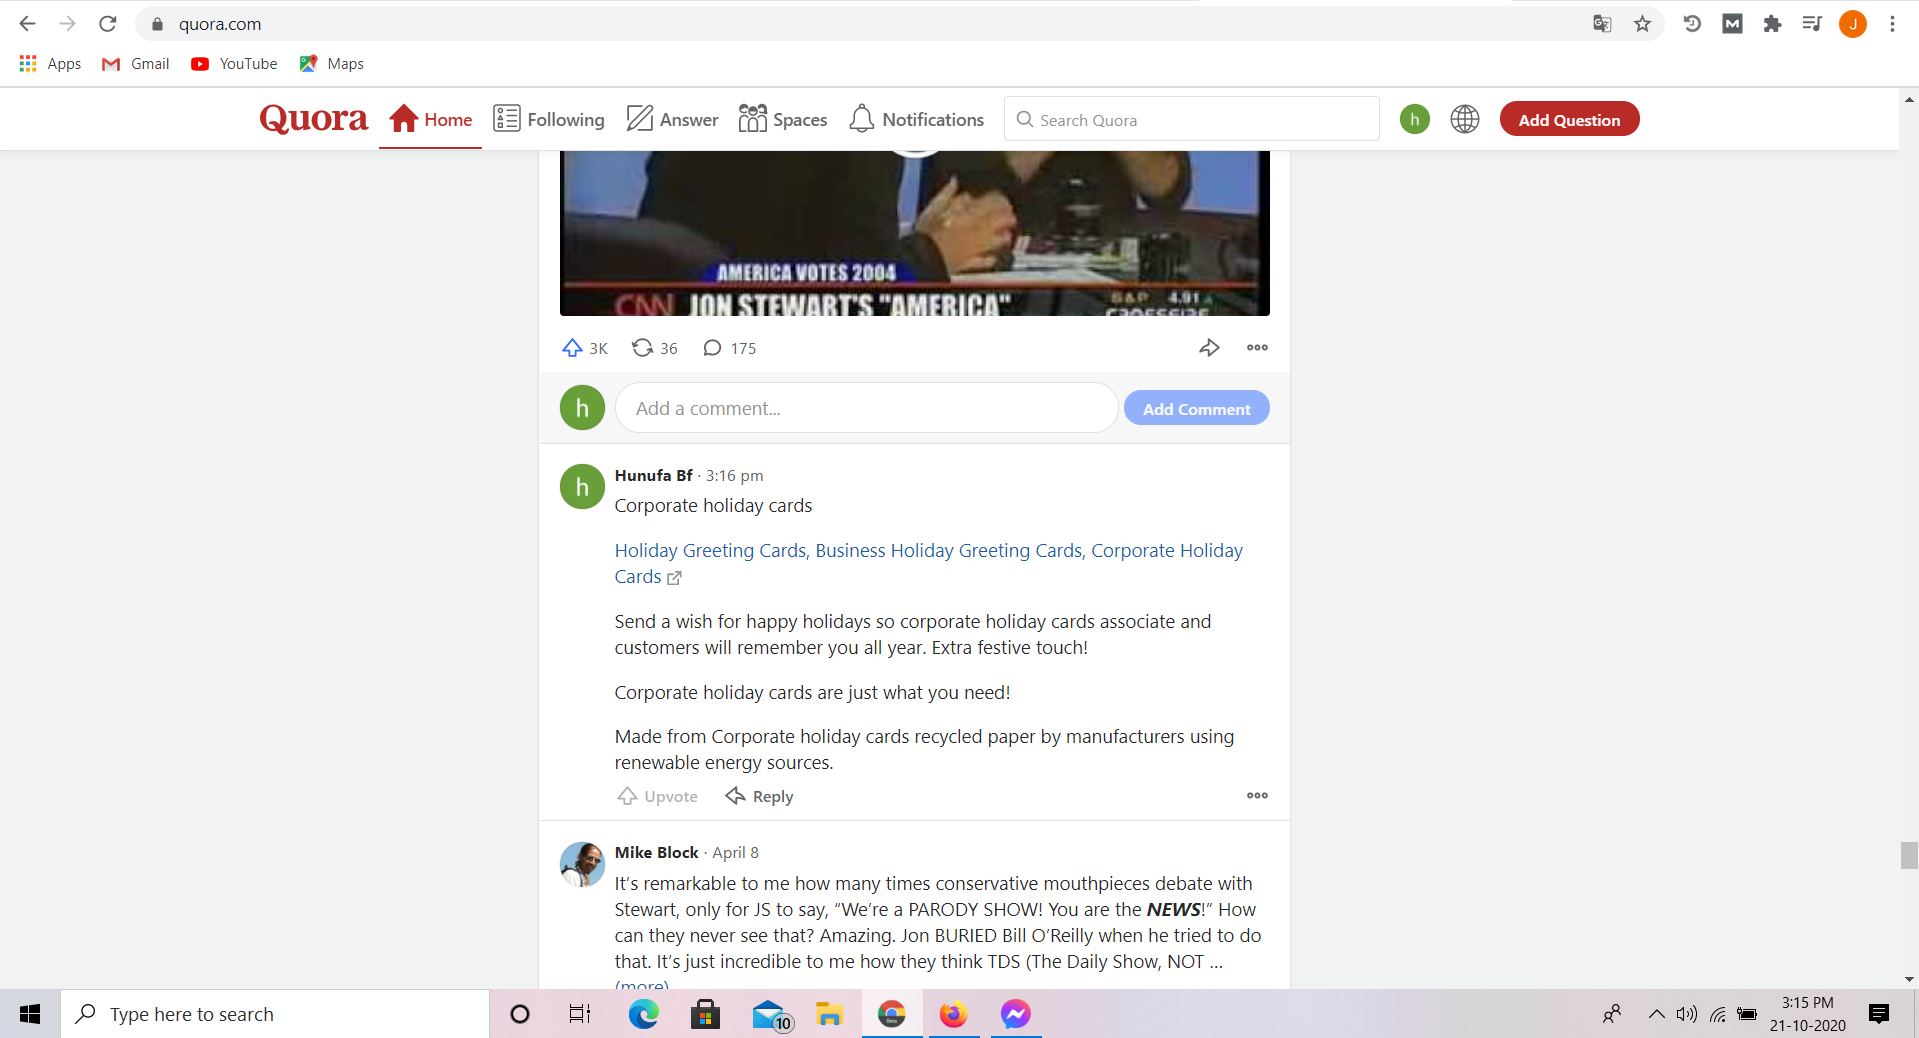 quora.com
J
Apps Gmail YouTube Maps
Quora Home Following Answer Spaces Notifications Search Quora h Add Question
AMERICA VOTES 2004
CNN JON STEWART'S "AMERICA"
S&P 4.91
CROSSFIRE
3K 36 175
h Add a comment... Add Comment
h Hunufa Bf · 3:16 pm
Corporate holiday cards
Holiday Greeting Cards, Business Holiday Greeting Cards, Corporate Holiday
Cards
Send a wish for happy holidays so corporate holiday cards associate and
customers will remember you all year. Extra festive touch!
Corporate holiday cards are just what you need!
Made from Corporate holiday cards recycled paper by manufacturers using
renewable energy sources.
Upvote Reply
Mike Block · April 8
It’s remarkable to me how many times conservative mouthpieces debate with
Stewart, only for JS to say, “We’re a PARODY SHOW! You are the NEWS!” How
can they never see that? Amazing. Jon BURIED Bill O’Reilly when he tried to do
that. It’s just incredible to me how they think TDS (The Daily Show, NOT ...
(more)
Type here to search
10
3:15 PM
21-10-2020